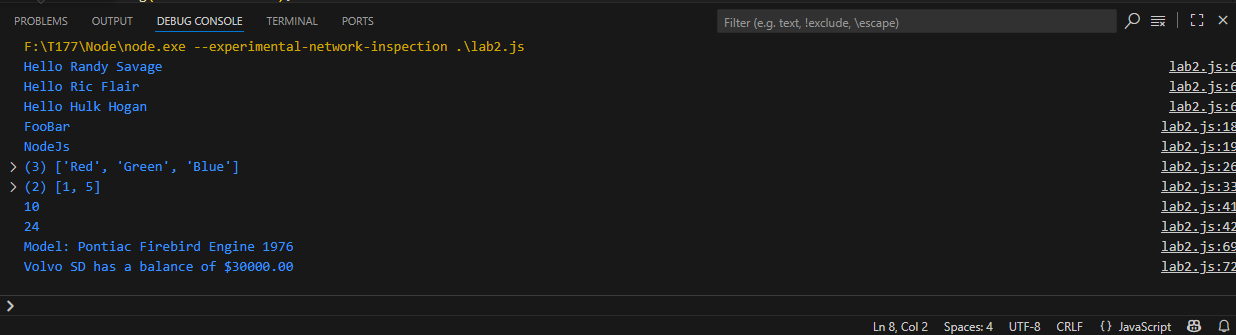 PROBLEMS OUTPUT DEBUG CONSOLE TERMINAL PORTS Filter (e.g. text, !exclude, \escape)
F:\T177\Node\node.exe --experimental-network-inspection .\lab2.js
Hello Randy Savage lab2.js:6
Hello Ric Flair lab2.js:6
Hello Hulk Hogan lab2.js:6
FooBar lab2.js:18
NodeJs lab2.js:19
> (3) ['Red', 'Green', 'Blue'] lab2.js:26
> (2) [1, 5] lab2.js:33
10 lab2.js:41
24 lab2.js:42
Model: Pontiac Firebird Engine 1976 lab2.js:69
Volvo SD has a balance of $30000.00 lab2.js:72
>
Ln 8, Col 2 Spaces: 4 UTF-8 CRLF {} JavaScript